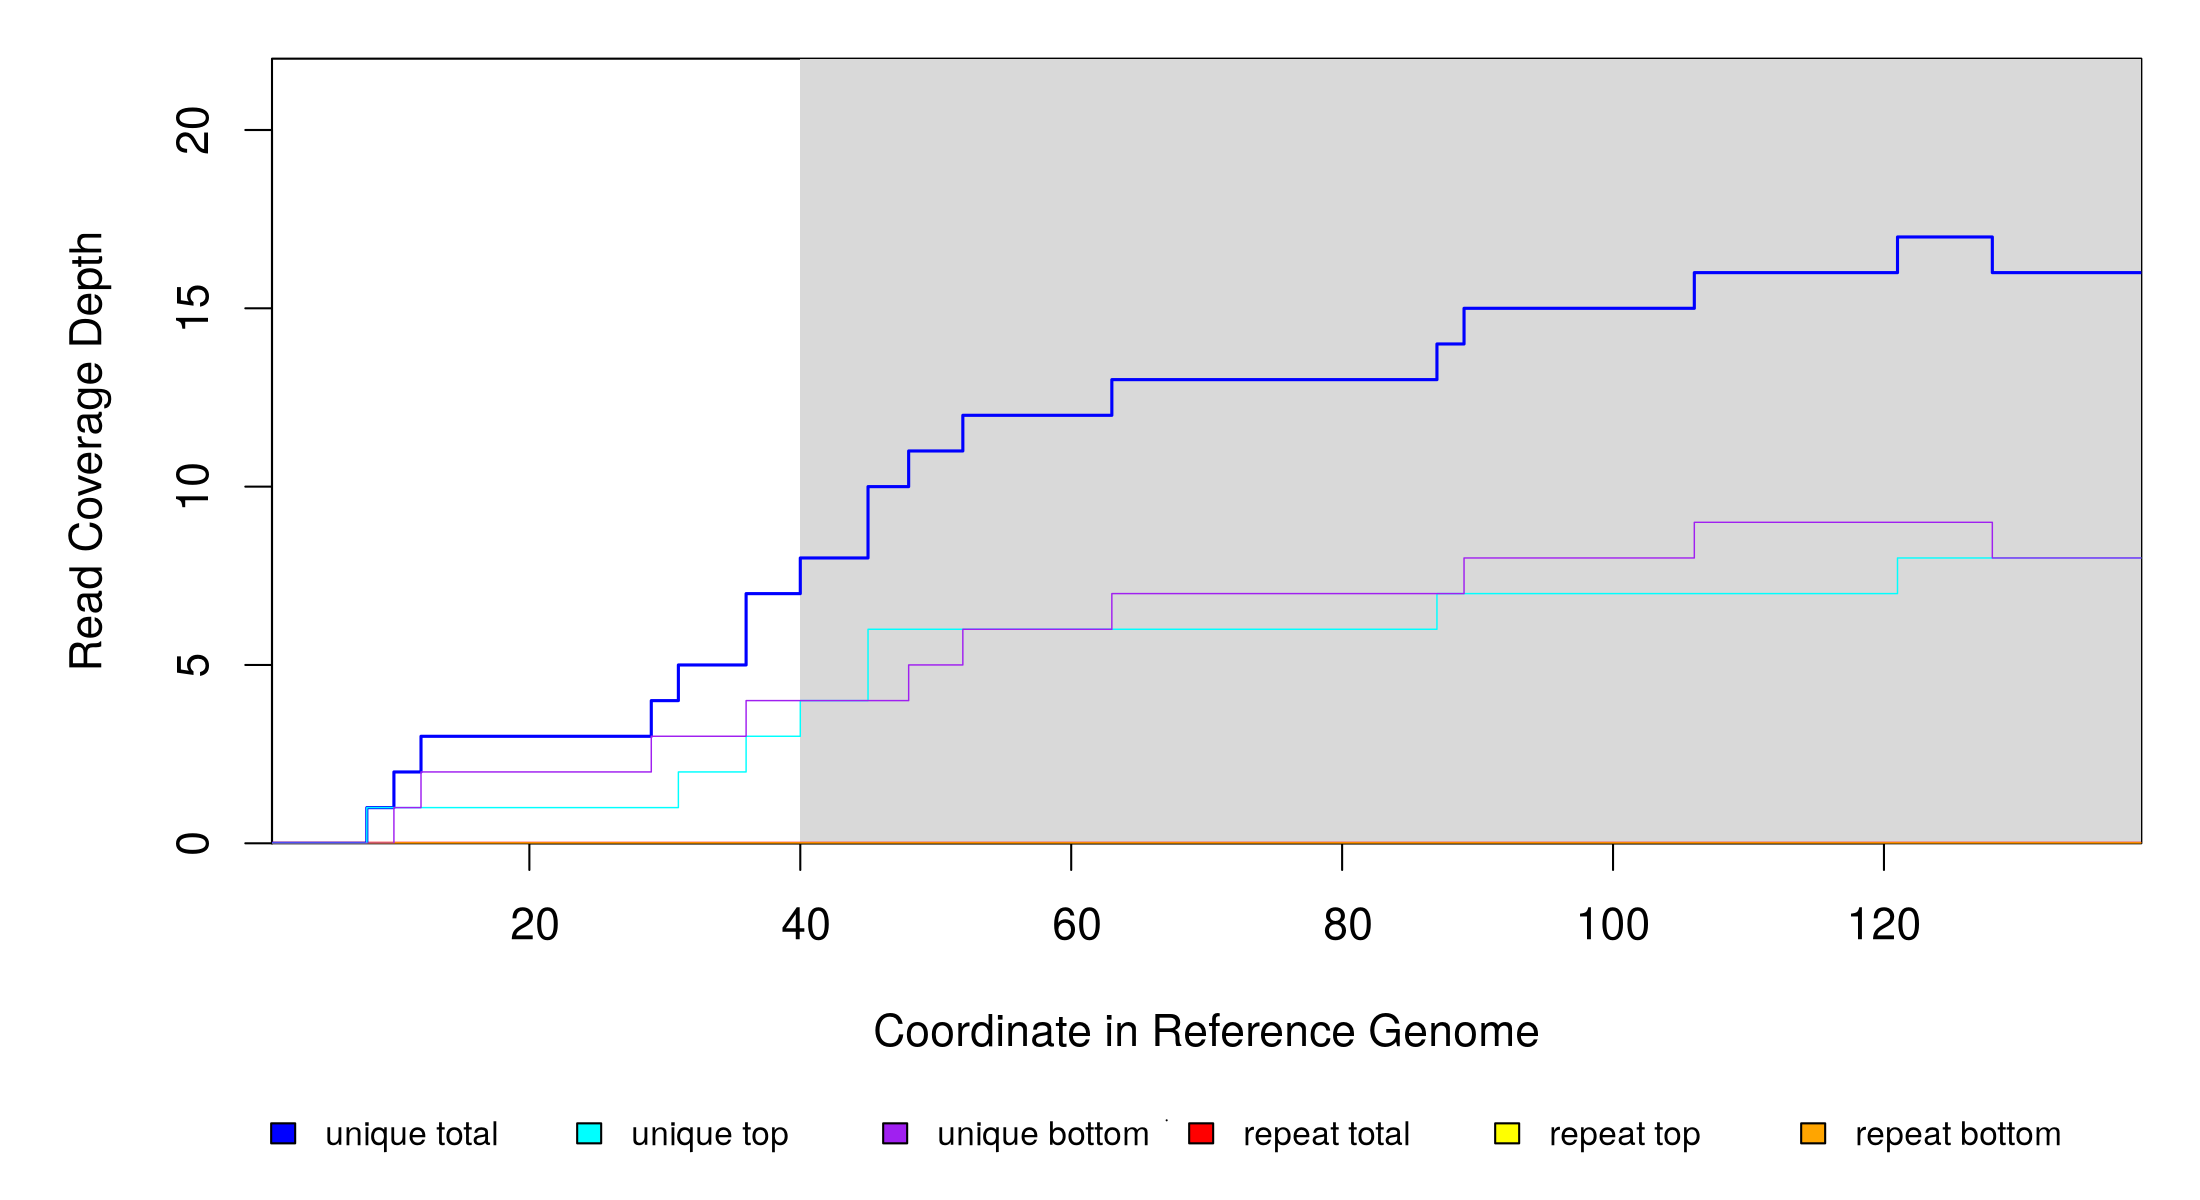 20
15
10
5
0
Read Coverage Depth
20 40 60 80 100 120
Coordinate in Reference Genome
unique total unique top unique bottom repeat total repeat top repeat bottom